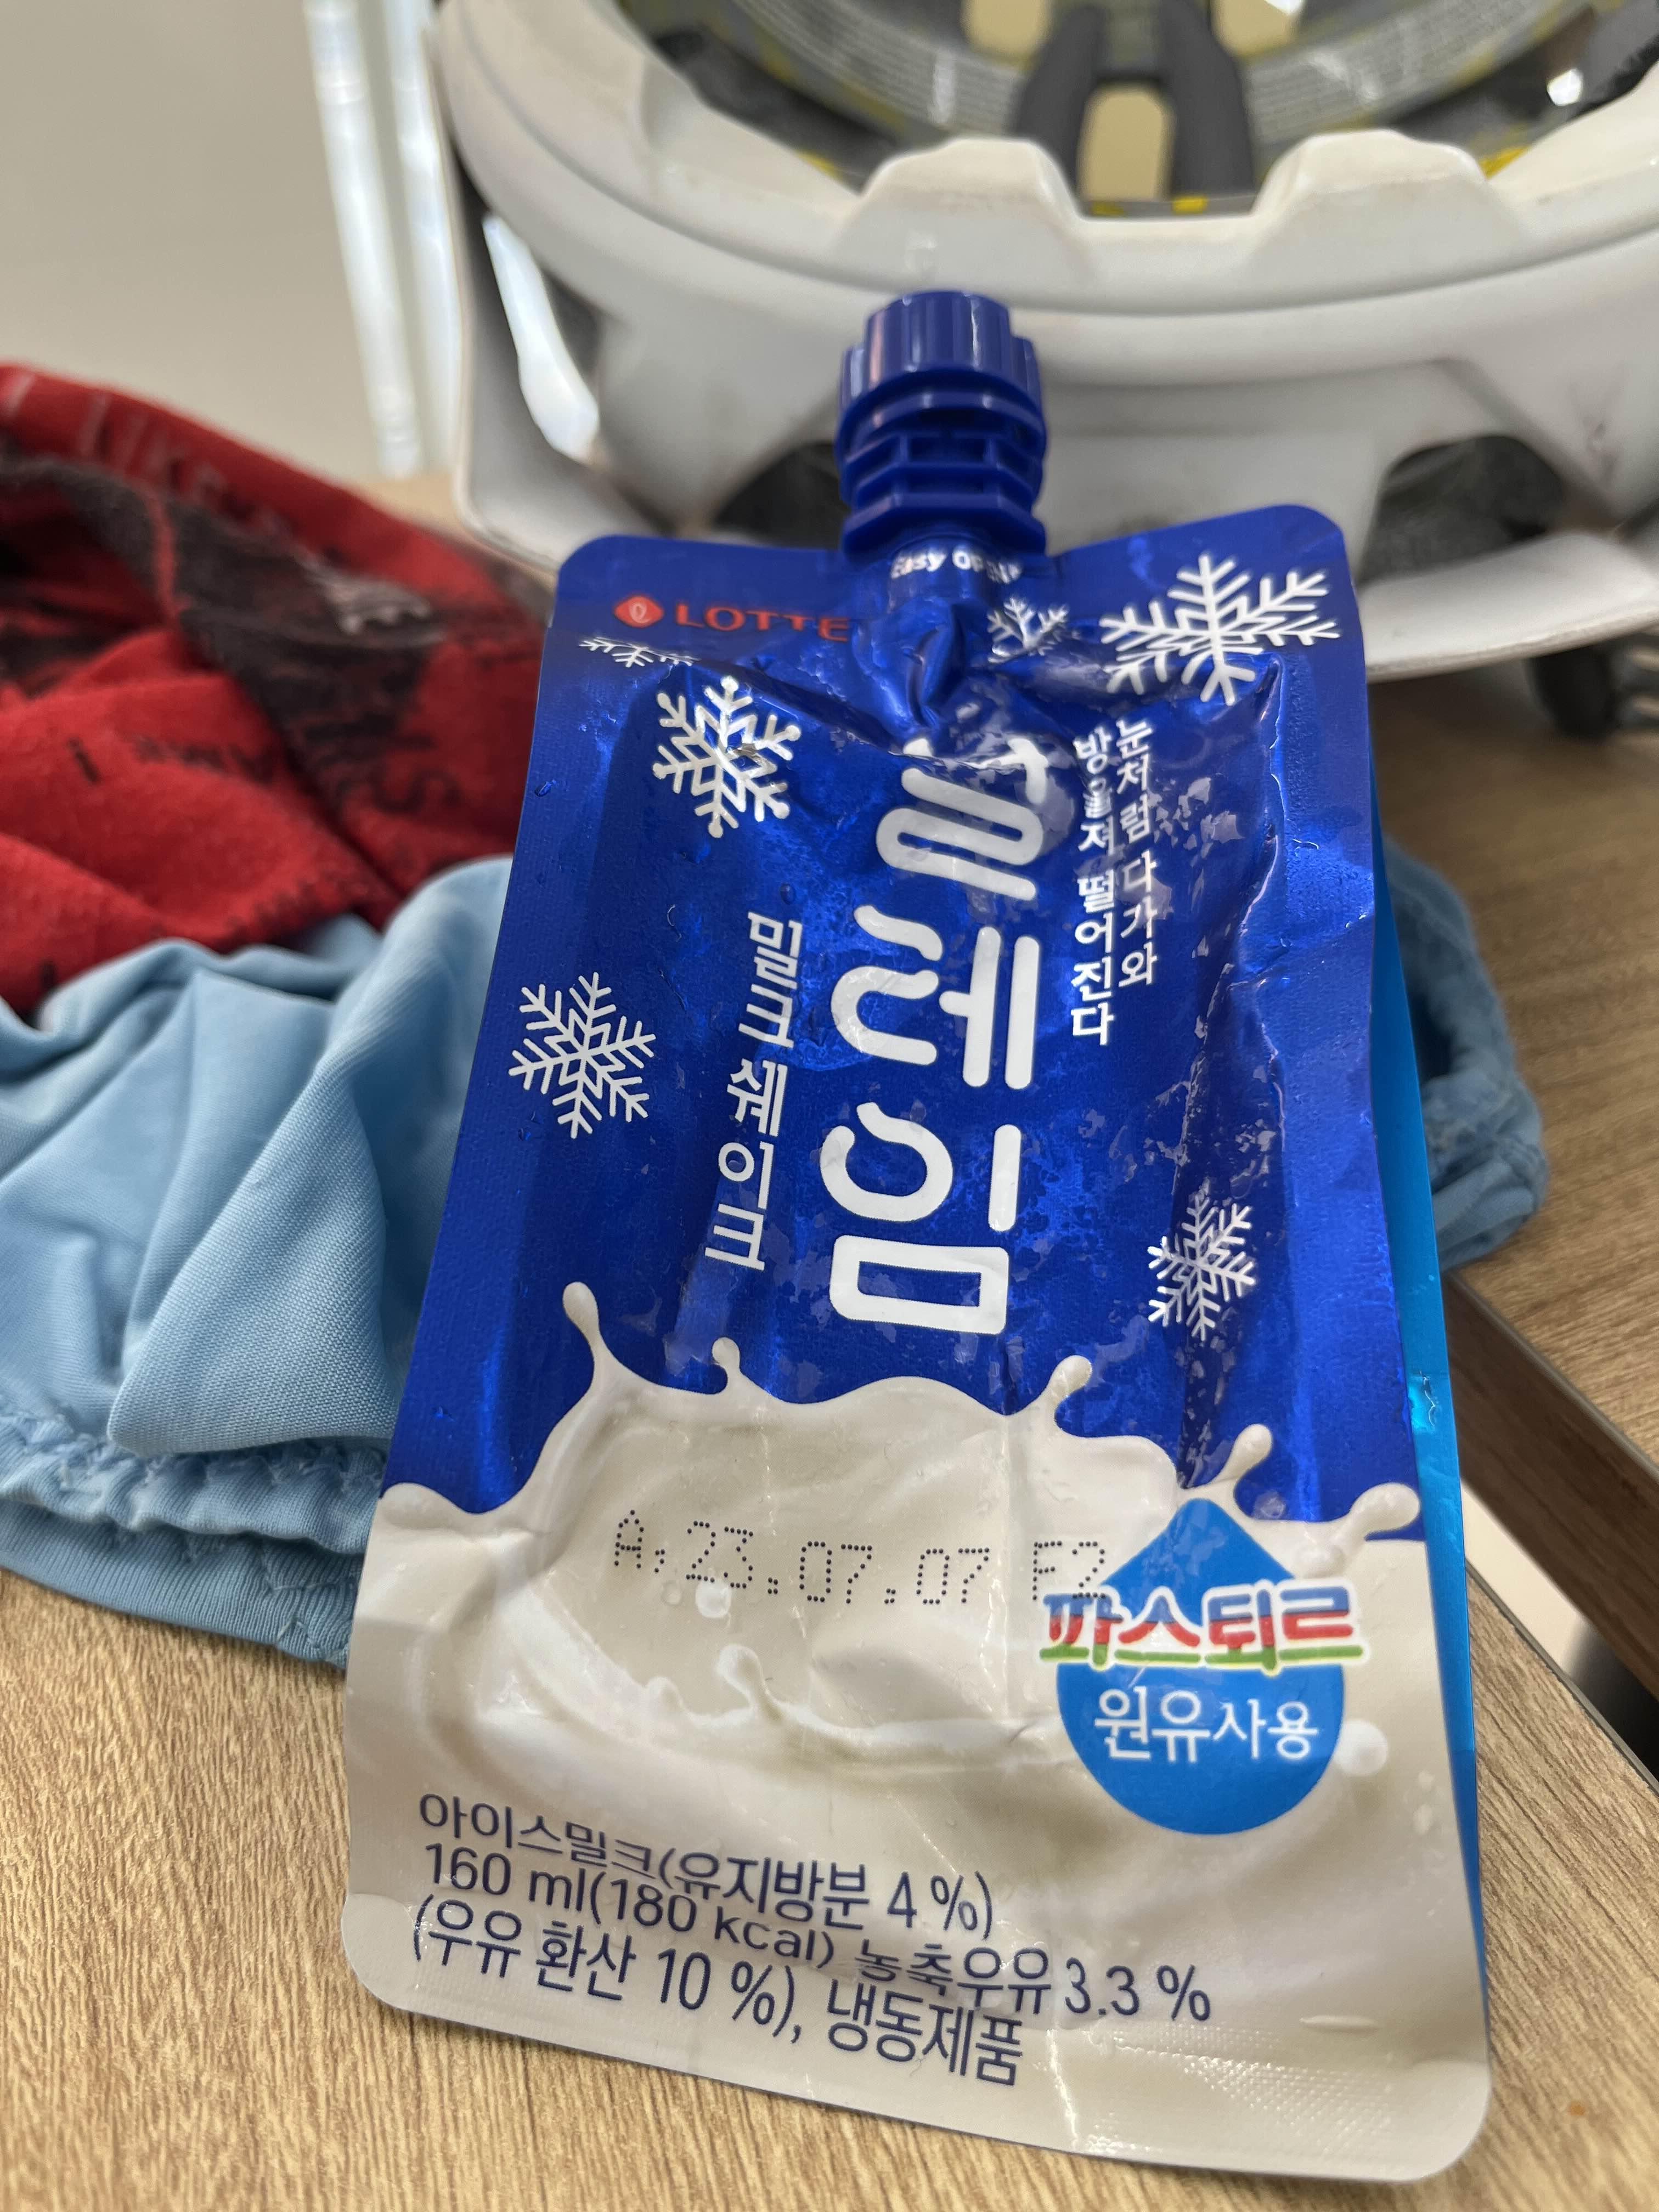 Easy OPEN
LOTTE
눈처럼 다가와
방울져 떨어진다
설레임
밀크쉐이크
A:23.07.07 F2
파스퇴르
원유사용
아이스밀크(유지방분 4 %)
160 ml(180 kcal) 농축우유 3.3 %
(우유 환산 10 %), 냉동제품